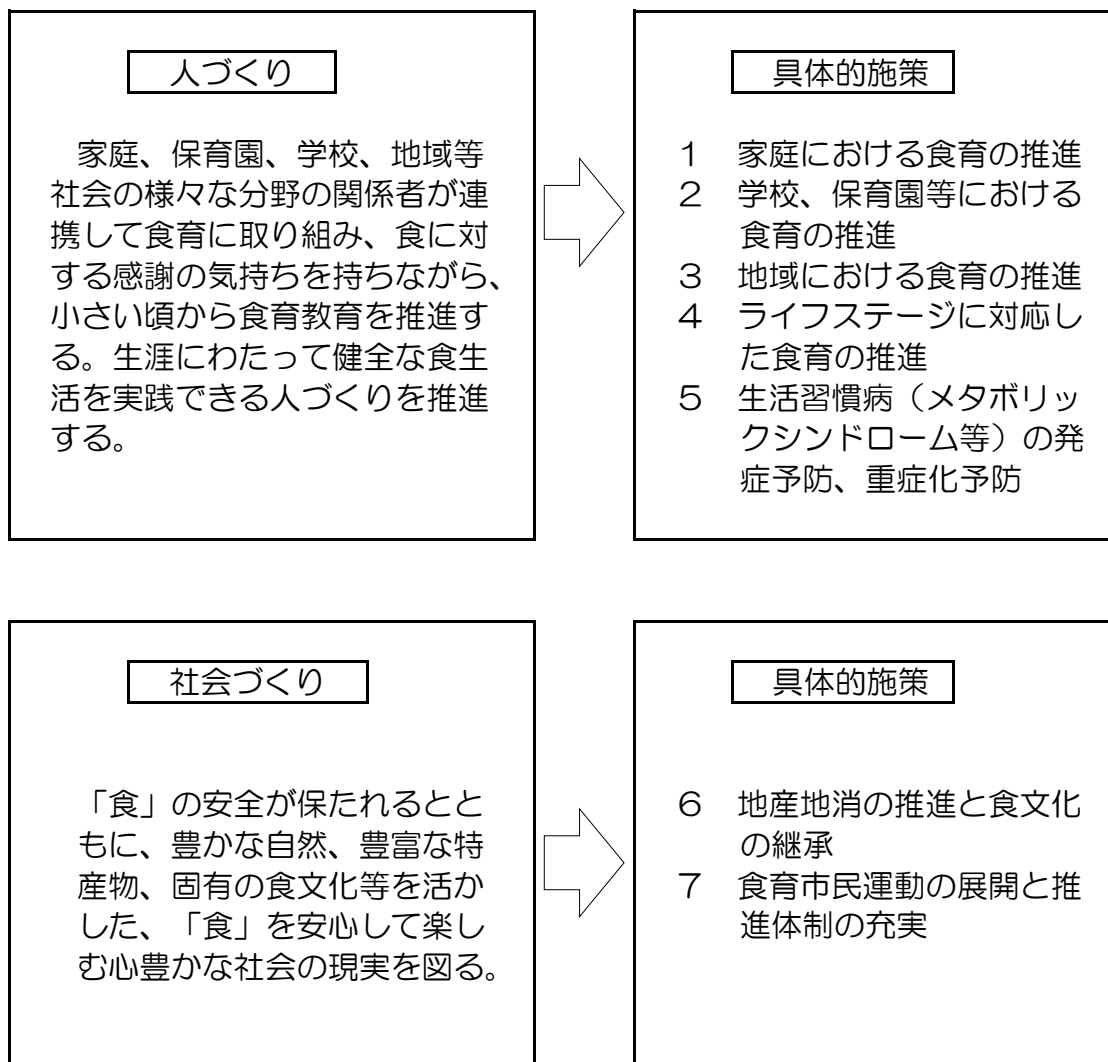 人づくり
家庭、保育園、学校、地域等
社会の様々な分野の関係者が連
携して食育に取り組み、食に対
する感謝の気持ちを持ちながら、
小さい頃から食育教育を推進す
る。生涯にわたって健全な食生
活を実践できる人づくりを推進
する。
具体的施策
1 家庭における食育の推進
2 学校、保育園等における
食育の推進
3 地域における食育の推進
4 ライフステージに対応し
た食育の推進
5 生活習慣病（メタボリッ
クシンドローム等）の発
症予防、重症化予防
社会づくり
「食」の安全が保たれるとと
もに、豊かな自然、豊富な特
産物、固有の食文化等を活か
した、「食」を安心して楽し
む心豊かな社会の現実を図る。
具体的施策
6 地産地消の推進と食文化
の継承
7 食育市民運動の展開と推
進体制の充実